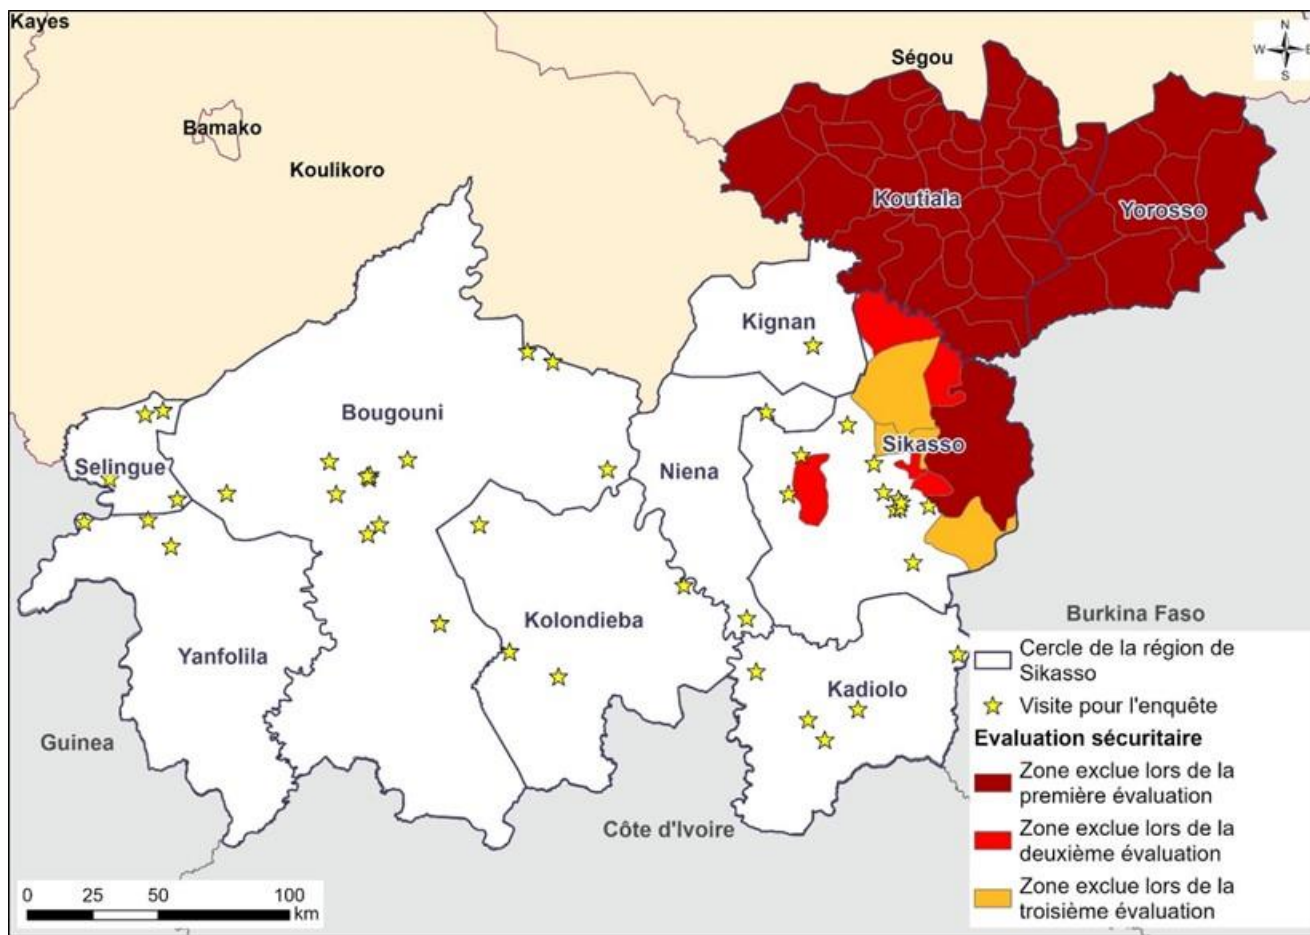 Kayes
N
W
E
S
Ségou
Bamako
Koulikoro
Koutiala
Yorosso
Kignan
Bougouni
Sikasso
Selingue
Niena
Kolondieba
Burkina Faso
Yanfolila
Kadiolo
Guinea
Côte d'Ivoire
Cercle de la région de
Sikasso
Visite pour l'enquête
Evaluation sécuritaire
Zone exclue lors de la
première évaluation
Zone exclue lors de la
deuxième évaluation
Zone exclue lors de la
troisième évaluation
0 25 50 100
km